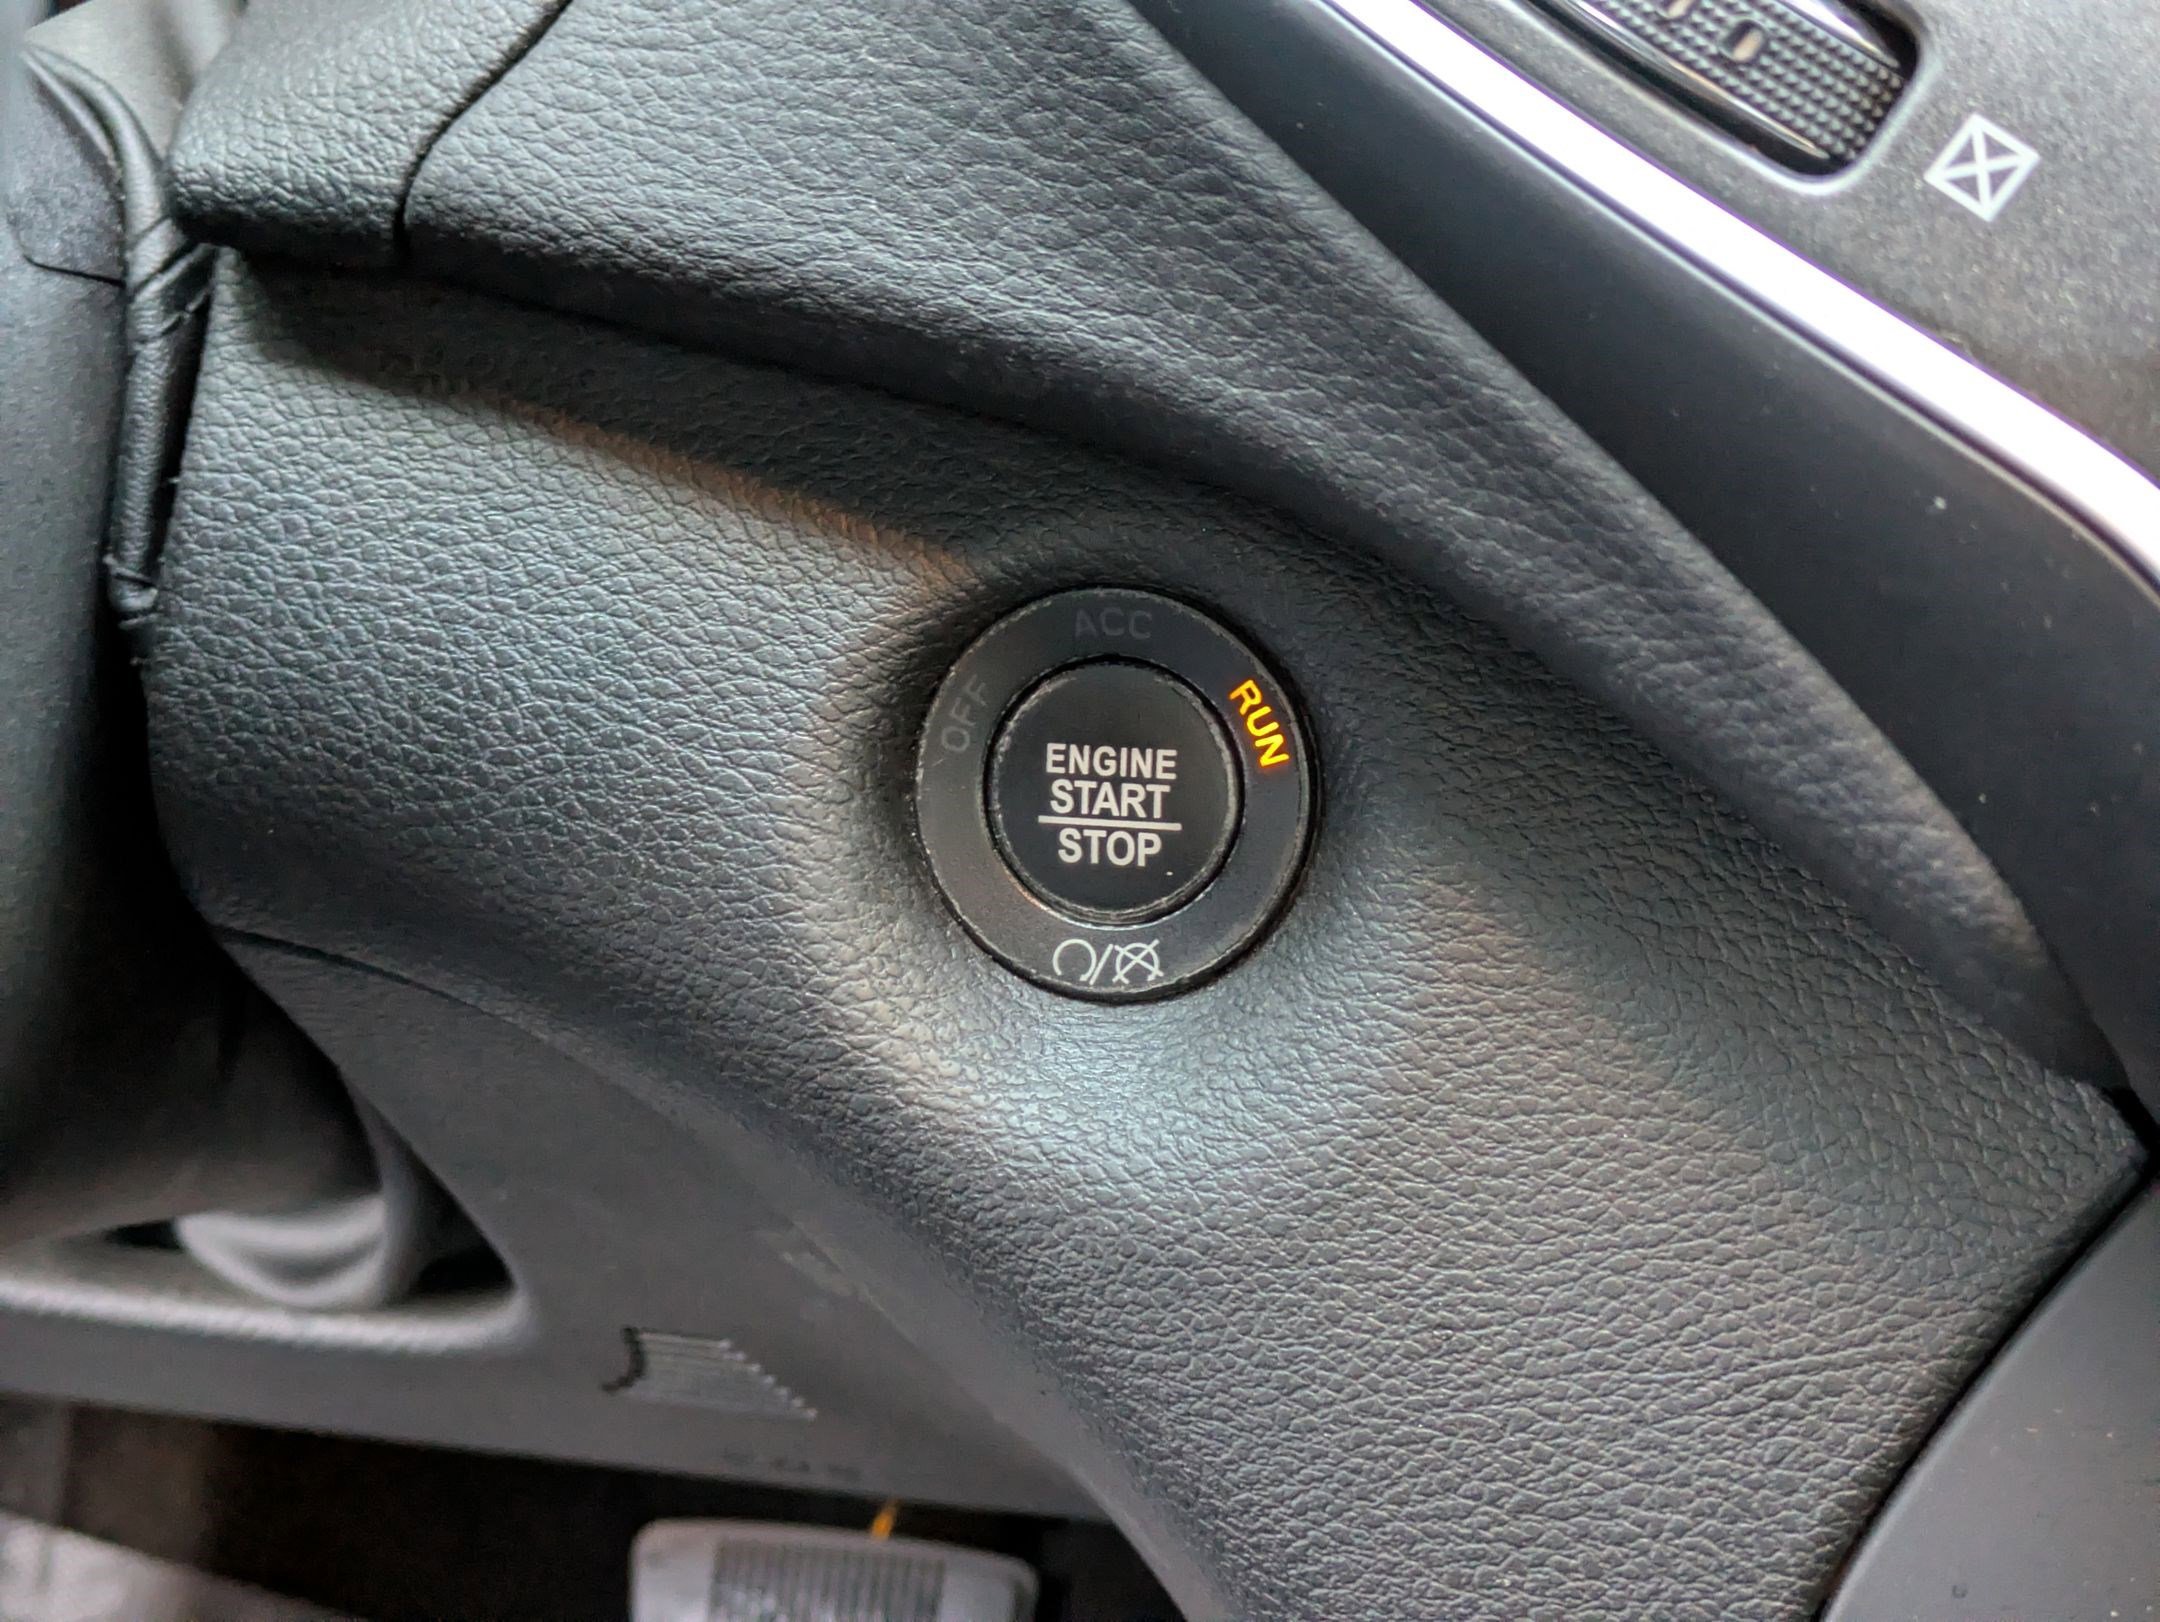 ACC
OFF
RUN
ENGINE
START
STOP